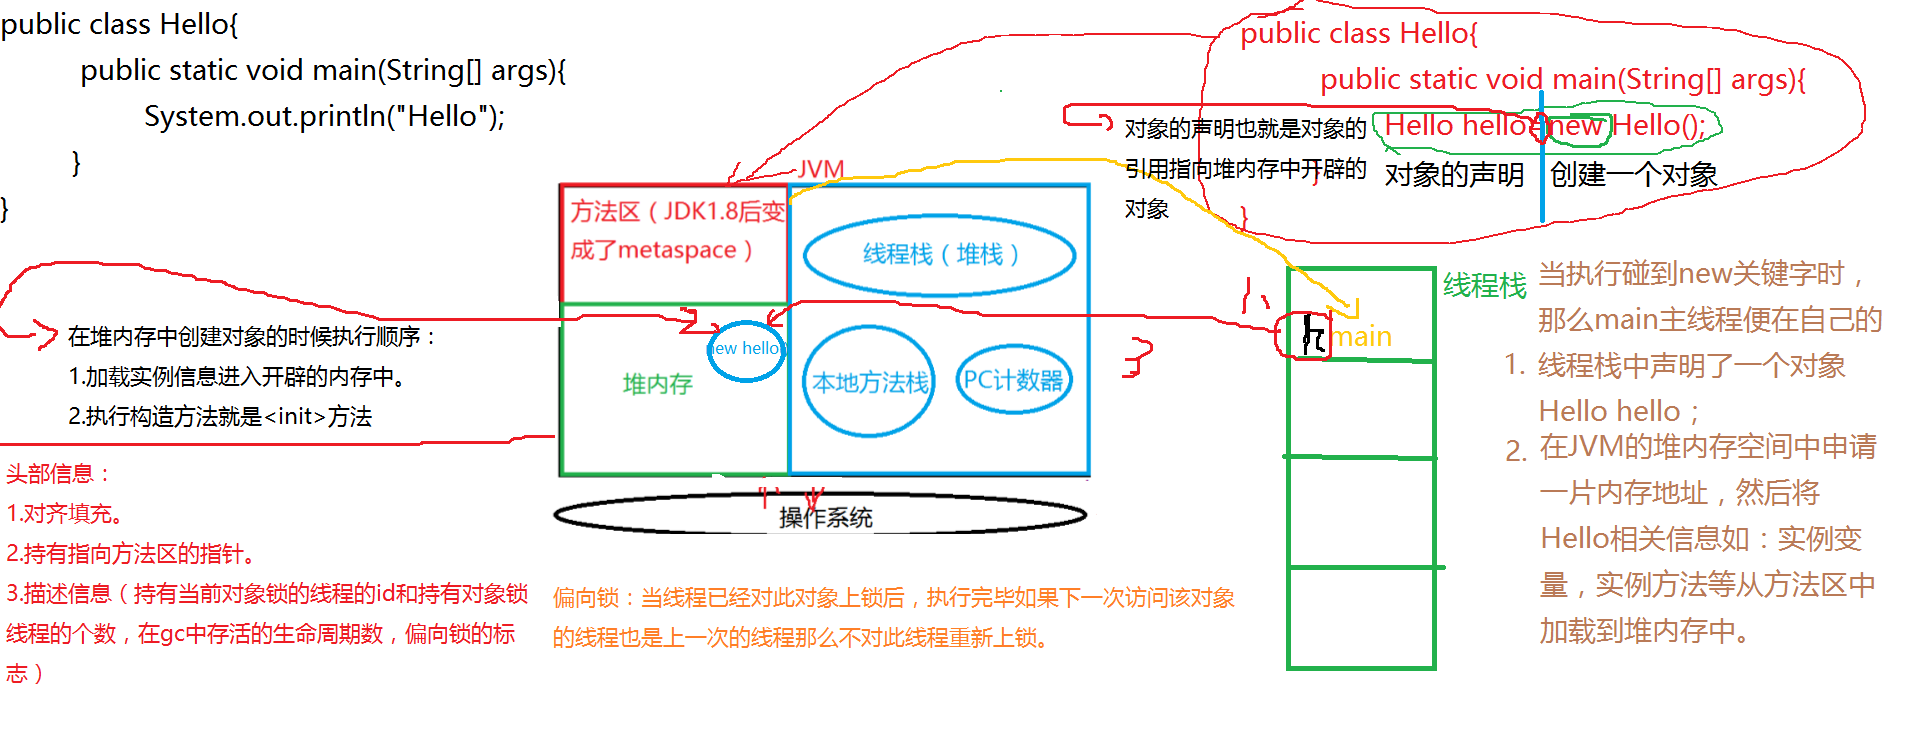 public class Hello{
public static void main(String[] args){
System.out.println("Hello");
}
}
public class Hello{
public static void main(String[] args){
Hello hello=new Hello();
}
}
对象的声明
创建一个对象
对象的声明也就是对象的
引用指向堆内存中开辟的
对象
JVM
方法区（JDK1.8后变
成了metaspace）
线程栈（堆栈）
new hello()
堆内存
本地方法栈
PC计数器
操作系统
在堆内存中创建对象的时候执行顺序：
1.加载实例信息进入开辟的内存中。
2.执行构造方法就是<init>方法
头部信息：
1.对齐填充。
2.持有指向方法区的指针。
3.描述信息（持有当前对象锁的线程的id和持有对象锁
线程的个数，在gc中存活的生命周期数，偏向锁的标
志）
偏向锁：当线程已经对此对象上锁后，执行完毕如果下一次访问该对象
的线程也是上一次的线程那么不对此线程重新上锁。
1、
3
h
main
线程栈
当执行碰到new关键字时，
那么main主线程便在自己的
1. 线程栈中声明了一个对象
Hello hello；
2. 在JVM的堆内存空间中申请
一片内存地址，然后将
Hello相关信息如：实例变
量，实例方法等从方法区中
加载到堆内存中。